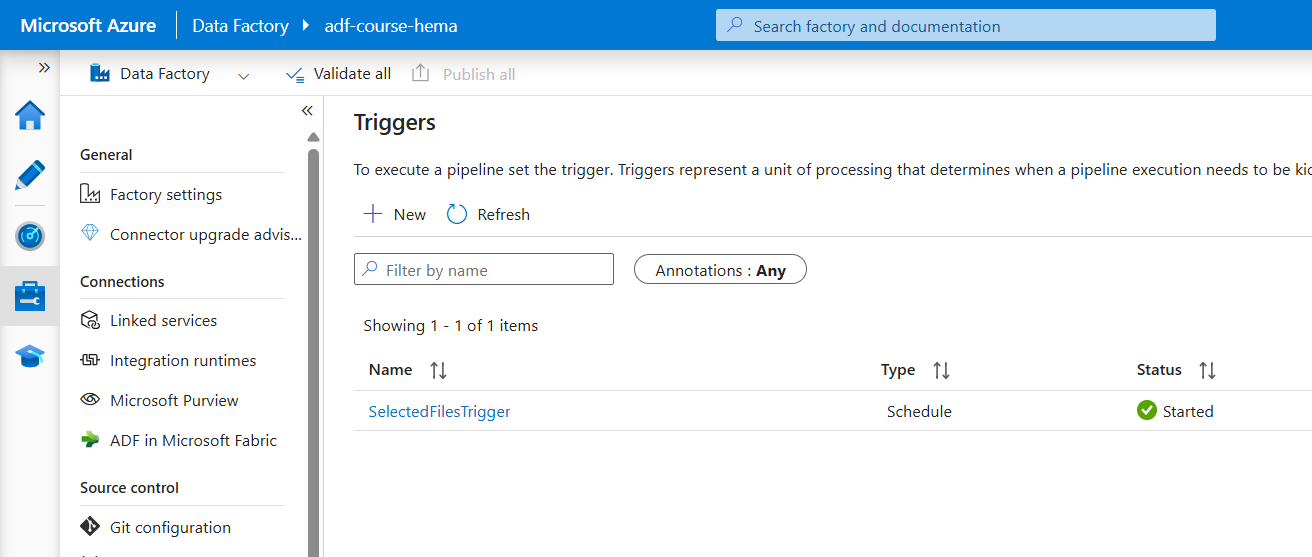 Microsoft Azure Data Factory adf-course-hema Search factory and documentation
Data Factory Validate all Publish all
General
Factory settings
Connector upgrade advis...
Connections
Linked services
Integration runtimes
Microsoft Purview
ADF in Microsoft Fabric
Source control
Git configuration
Triggers
To execute a pipeline set the trigger. Triggers represent a unit of processing that determines when a pipeline execution needs to be
New Refresh
Filter by name Annotations : Any
Showing 1 - 1 of 1 items
Name Type Status
SelectedFilesTrigger Schedule Started